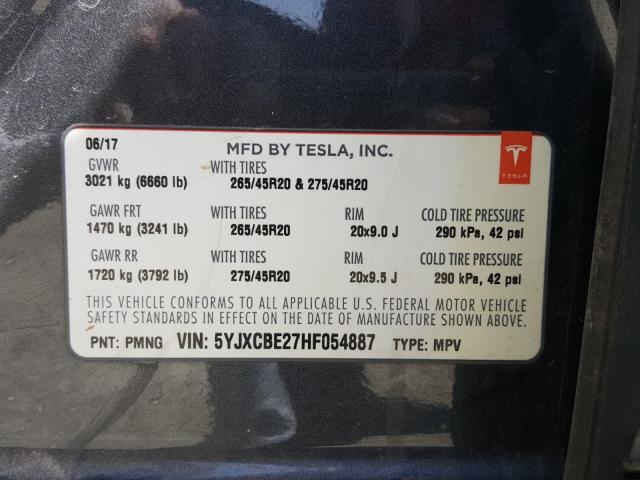 06/17
MFD BY TESLA, INC.
TESLA
GVWR WITH TIRES
3021 kg (6660 lb) 265/45R20 & 275/45R20
GAWR FRT WITH TIRES RIM COLD TIRE PRESSURE
1470 kg (3241 lb) 265/45R20 20x9.0 J 290 kPa, 42 psi
GAWR RR WITH TIRES RIM COLD TIRE PRESSURE
1720 kg (3792 lb) 275/45R20 20x9.5 J 290 kPa, 42 psi
THIS VEHICLE CONFORMS TO ALL APPLICABLE U.S. FEDERAL MOTOR VEHICLE
SAFETY STANDARDS IN EFFECT ON THE DATE OF MANUFACTURE SHOWN ABOVE.
PNT: PMNG VIN: 5YJXCBE27HF054887 TYPE: MPV